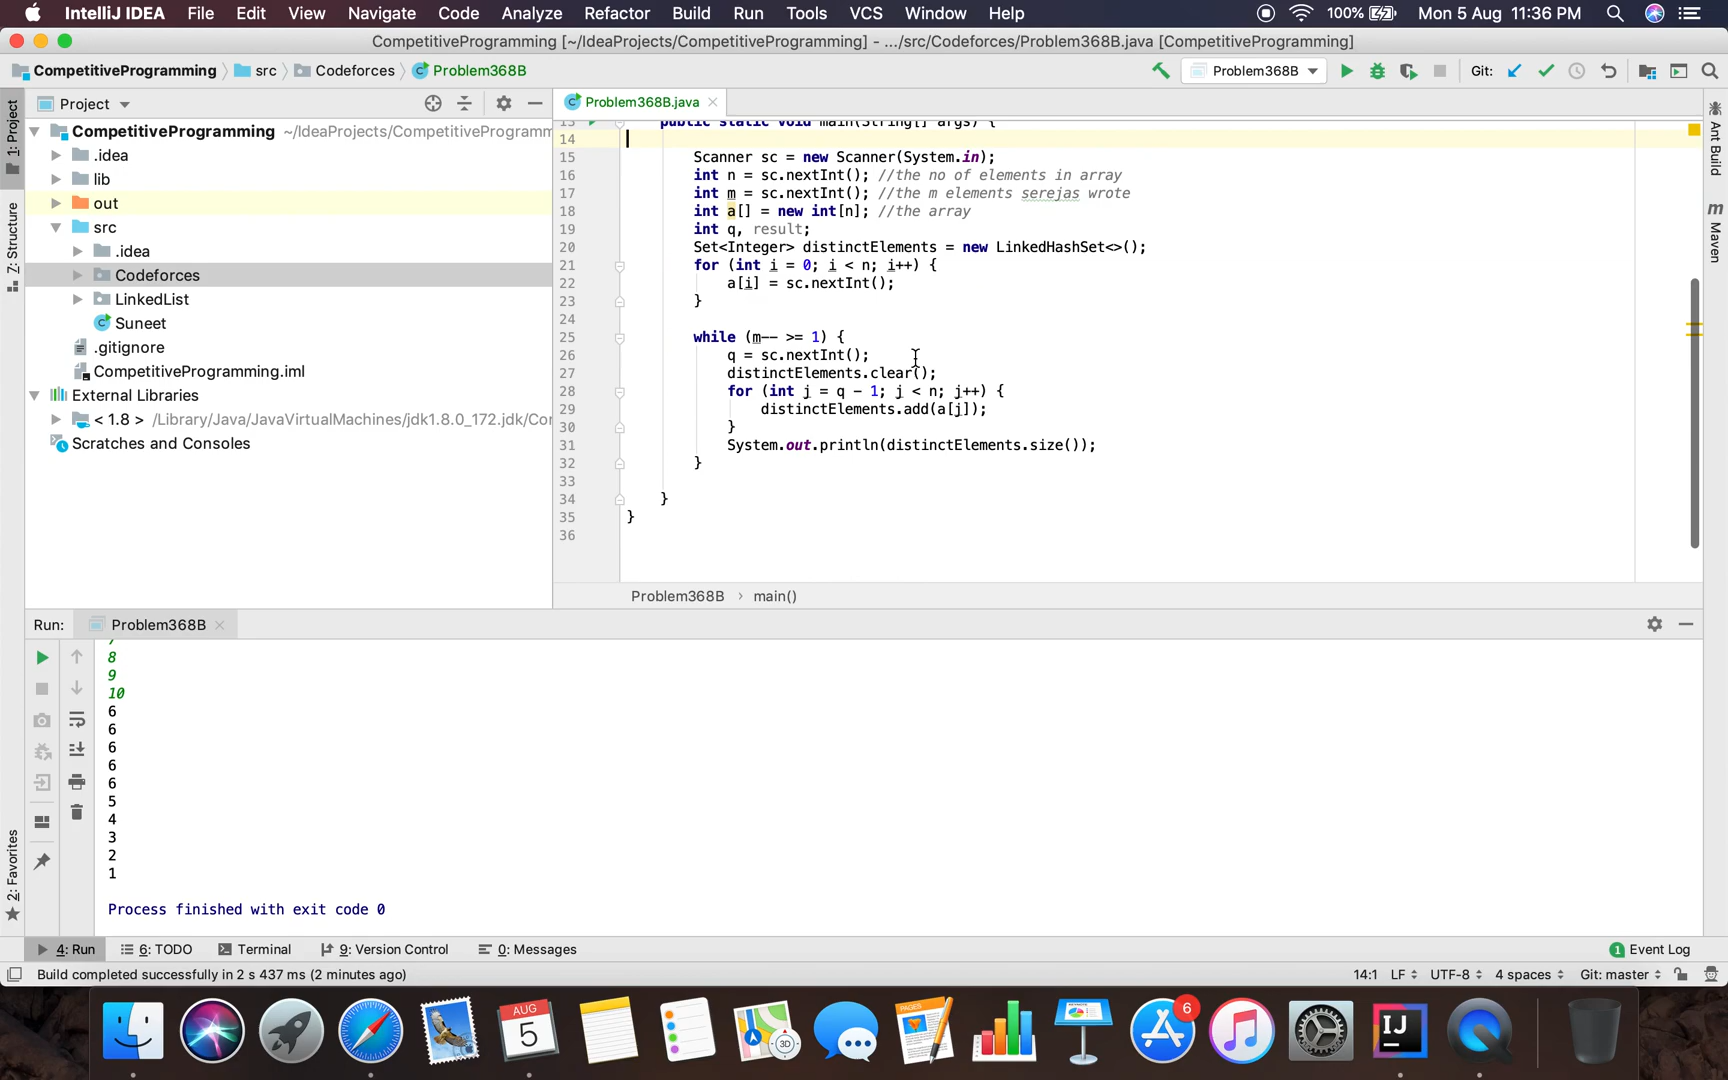 IntelliJ IDEA File Edit View Navigate Code Analyze Refactor Build Run Tools VCS Window Help 100% Mon 5 Aug 11:36 PM
CompetitiveProgramming [~/IdeaProjects/CompetitiveProgramming] - .../src/Codeforces/Problem368B.java [CompetitiveProgramming]
CompetitiveProgramming src Codeforces Problem368B Problem368B Git:
1: Project
Z: Structure
2: Favorites
Project
CompetitiveProgramming ~/IdeaProjects/CompetitiveProgramm
.idea
lib
out
src
.idea
Codeforces
LinkedList
Suneet
.gitignore
CompetitiveProgramming.iml
External Libraries
< 1.8 > /Library/Java/JavaVirtualMachines/jdk1.8.0_172.jdk/Co
Scratches and Consoles
Problem368B.java
13 public static void main(String[] args) {
14
15 Scanner sc = new Scanner(System.in);
16 int n = sc.nextInt(); //the no of elements in array
17 int m = sc.nextInt(); //the m elements serejas wrote
18 int a[] = new int[n]; //the array
19 int q, result;
20 Set<Integer> distinctElements = new LinkedHashSet<>();
21 for (int i = 0; i < n; i++) {
22 a[i] = sc.nextInt();
23 }
24
25 while (m-- >= 1) {
26 q = sc.nextInt();
27 distinctElements.clear();
28 for (int j = q - 1; j < n; j++) {
29 distinctElements.add(a[j]);
30 }
31 System.out.println(distinctElements.size());
32 }
33
34 }
35 }
36
Problem368B › main()
Ant Build
m Maven
Run: Problem368B
8
9
10
6
6
6
6
6
5
4
3
2
1
Process finished with exit code 0
4: Run 6: TODO Terminal 9: Version Control 0: Messages 1 Event Log
Build completed successfully in 2 s 437 ms (2 minutes ago) 14:1 LF UTF-8 4 spaces Git: master
AUG
5
3D
PAGES
6
IJ